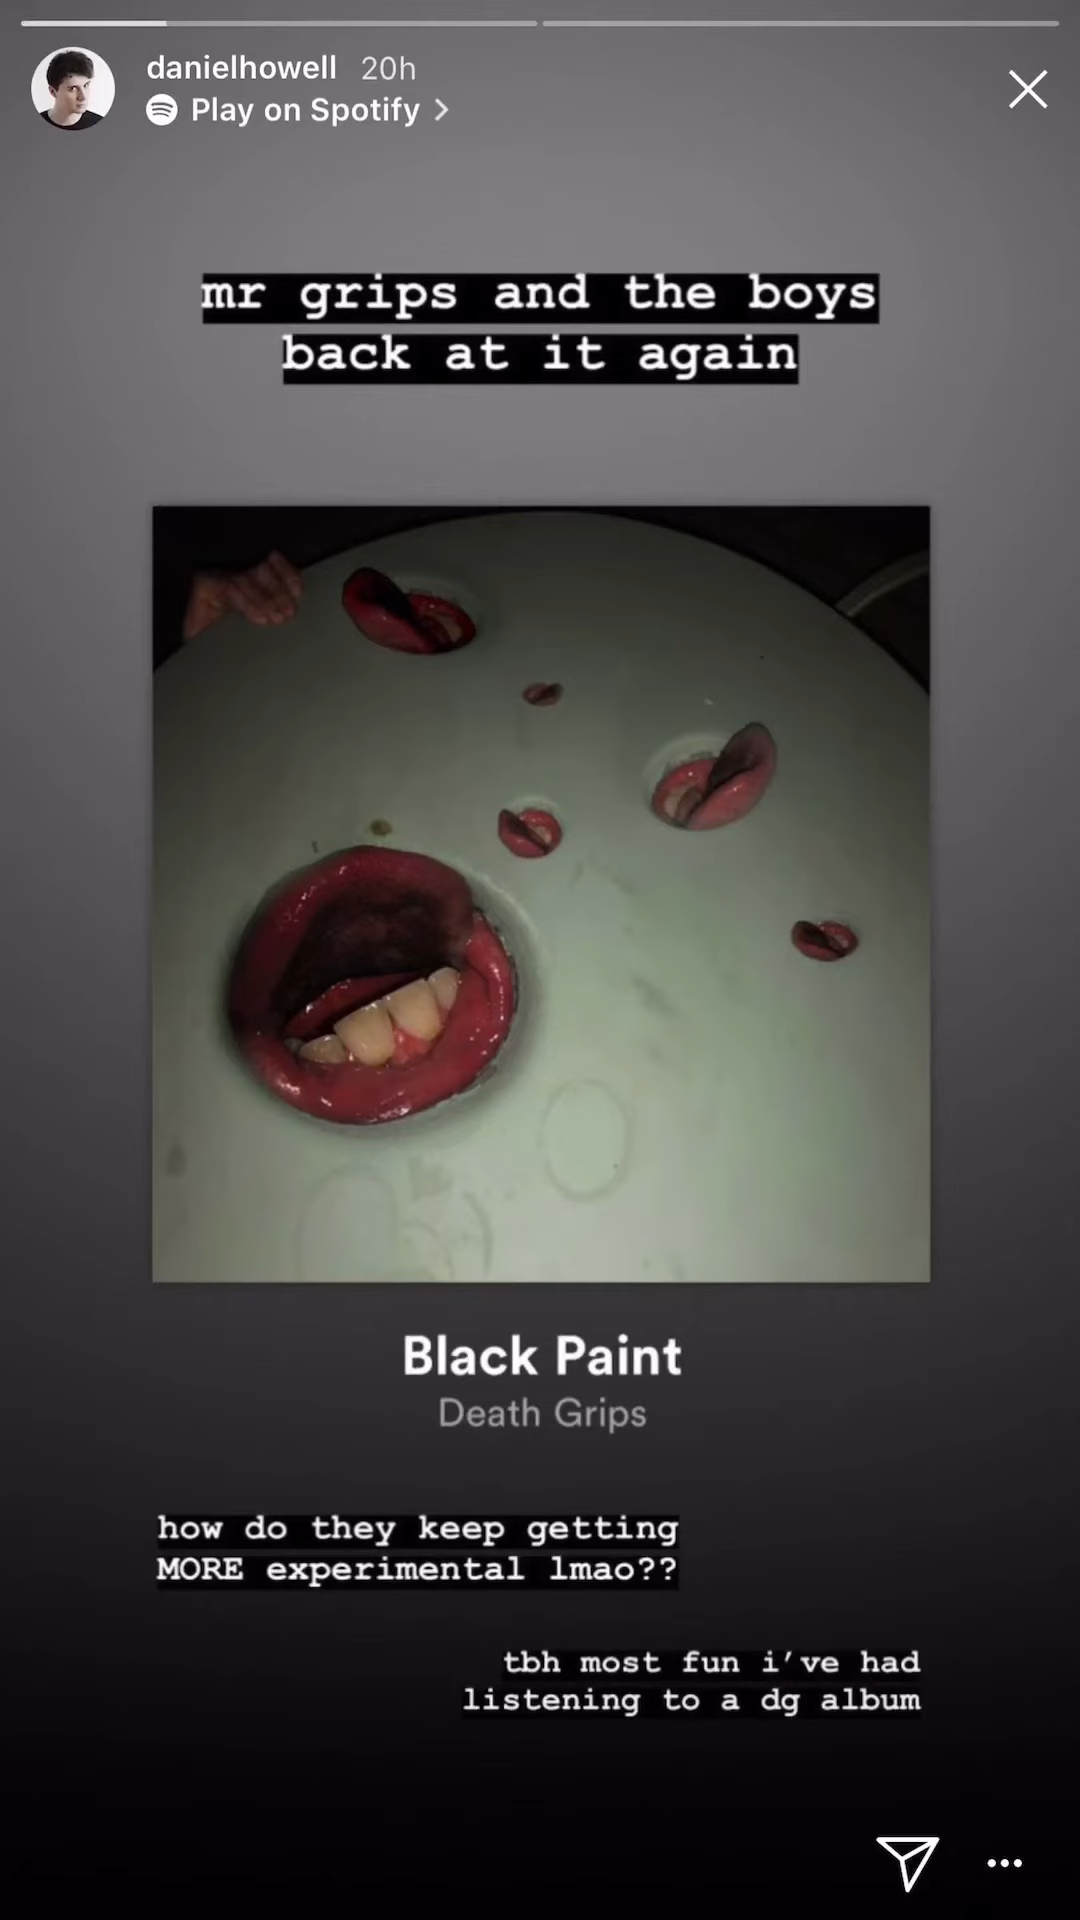 danielhowell 20h
Play on Spotify
mr grips and the boys
back at it again
Black Paint
Death Grips
how do they keep getting
MORE experimental lmao??
tbh most fun i've had
listening to a dg album